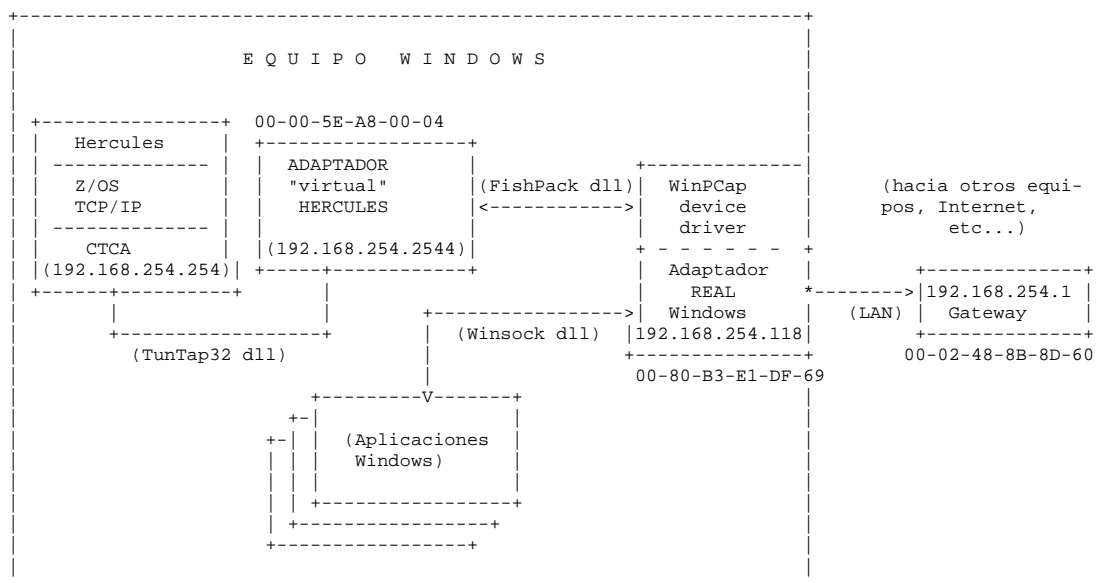 E Q U I P O   W I N D O W S
00-00-5E-A8-00-04
Hercules
Z/OS
TCP/IP
CTCA
(192.168.254.254)
ADAPTADOR
"virtual"
HERCULES
(192.168.254.2544)
(FishPack dll)
WinPCap
device
driver
Adaptador
REAL
Windows
192.168.254.118
00-80-B3-E1-DF-69
(hacia otros equi-
pos, Internet,
etc...)
(LAN)
192.168.254.1
Gateway
00-02-48-8B-8D-60
(Winsock dll)
(TunTap32 dll)
(Aplicaciones
Windows)